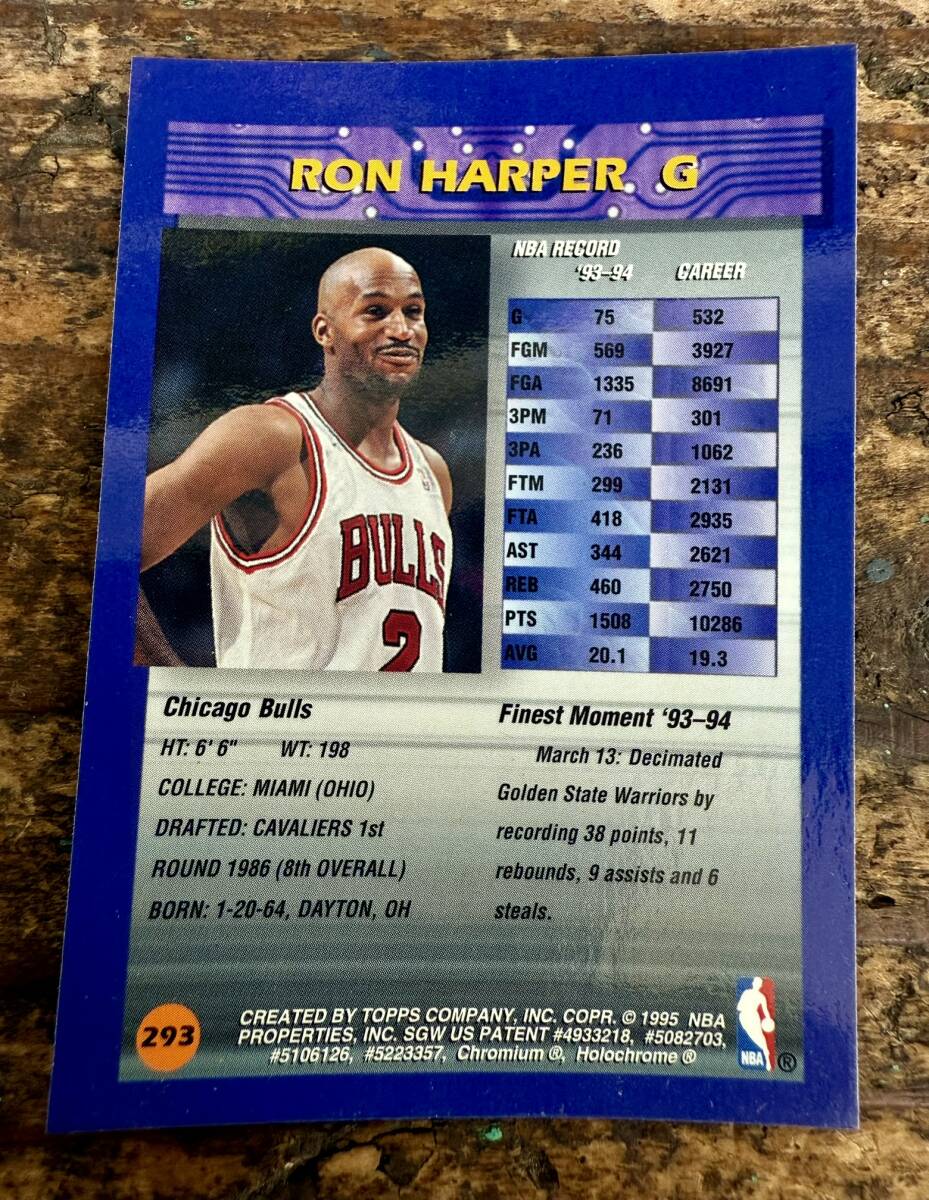 RON HARPER G
NBA RECORD
'93–94 CAREER
G 75 532
FGM 569 3927
FGA 1335 8691
3PM 71 301
3PA 236 1062
FTM 299 2131
FTA 418 2935
AST 344 2621
REB 460 2750
PTS 1508 10286
AVG 20.1 19.3
BULLS
Chicago Bulls
HT: 6' 6" WT: 198
COLLEGE: MIAMI (OHIO)
DRAFTED: CAVALIERS 1st
ROUND 1986 (8th OVERALL)
BORN: 1-20-64, DAYTON, OH
Finest Moment '93–94
March 13: Decimated
Golden State Warriors by
recording 38 points, 11
rebounds, 9 assists and 6
steals.
293
CREATED BY TOPPS COMPANY, INC. COPR. © 1995 NBA
PROPERTIES, INC. SGW US PATENT #4933218, #5082703,
#5106126, #5223357, Chromium ®, Holochrome ®
NBA ®